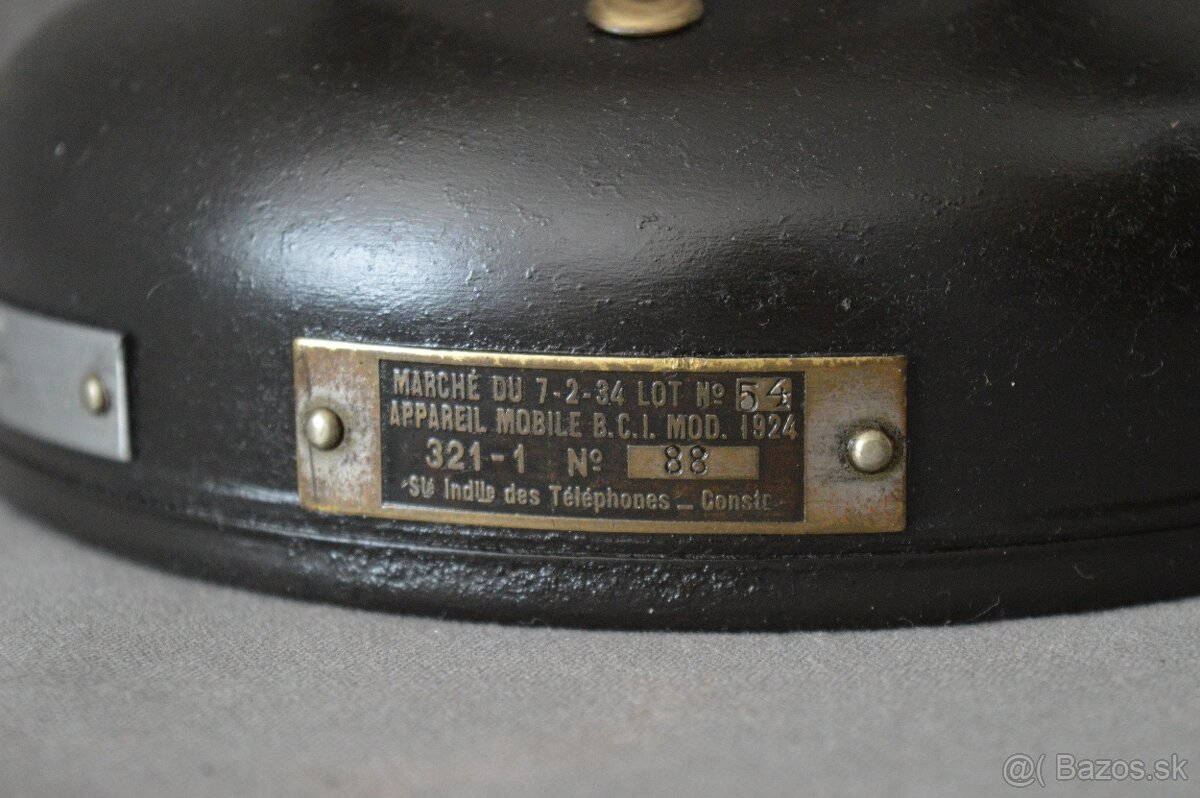 MARCHÉ DU 7-2-34 LOT Nº 54
APPAREIL MOBILE B.C.I. MOD. 1924
321-1 Nº 88
Sté Indlle des Téléphones _ Constr
@( Bazos.sk